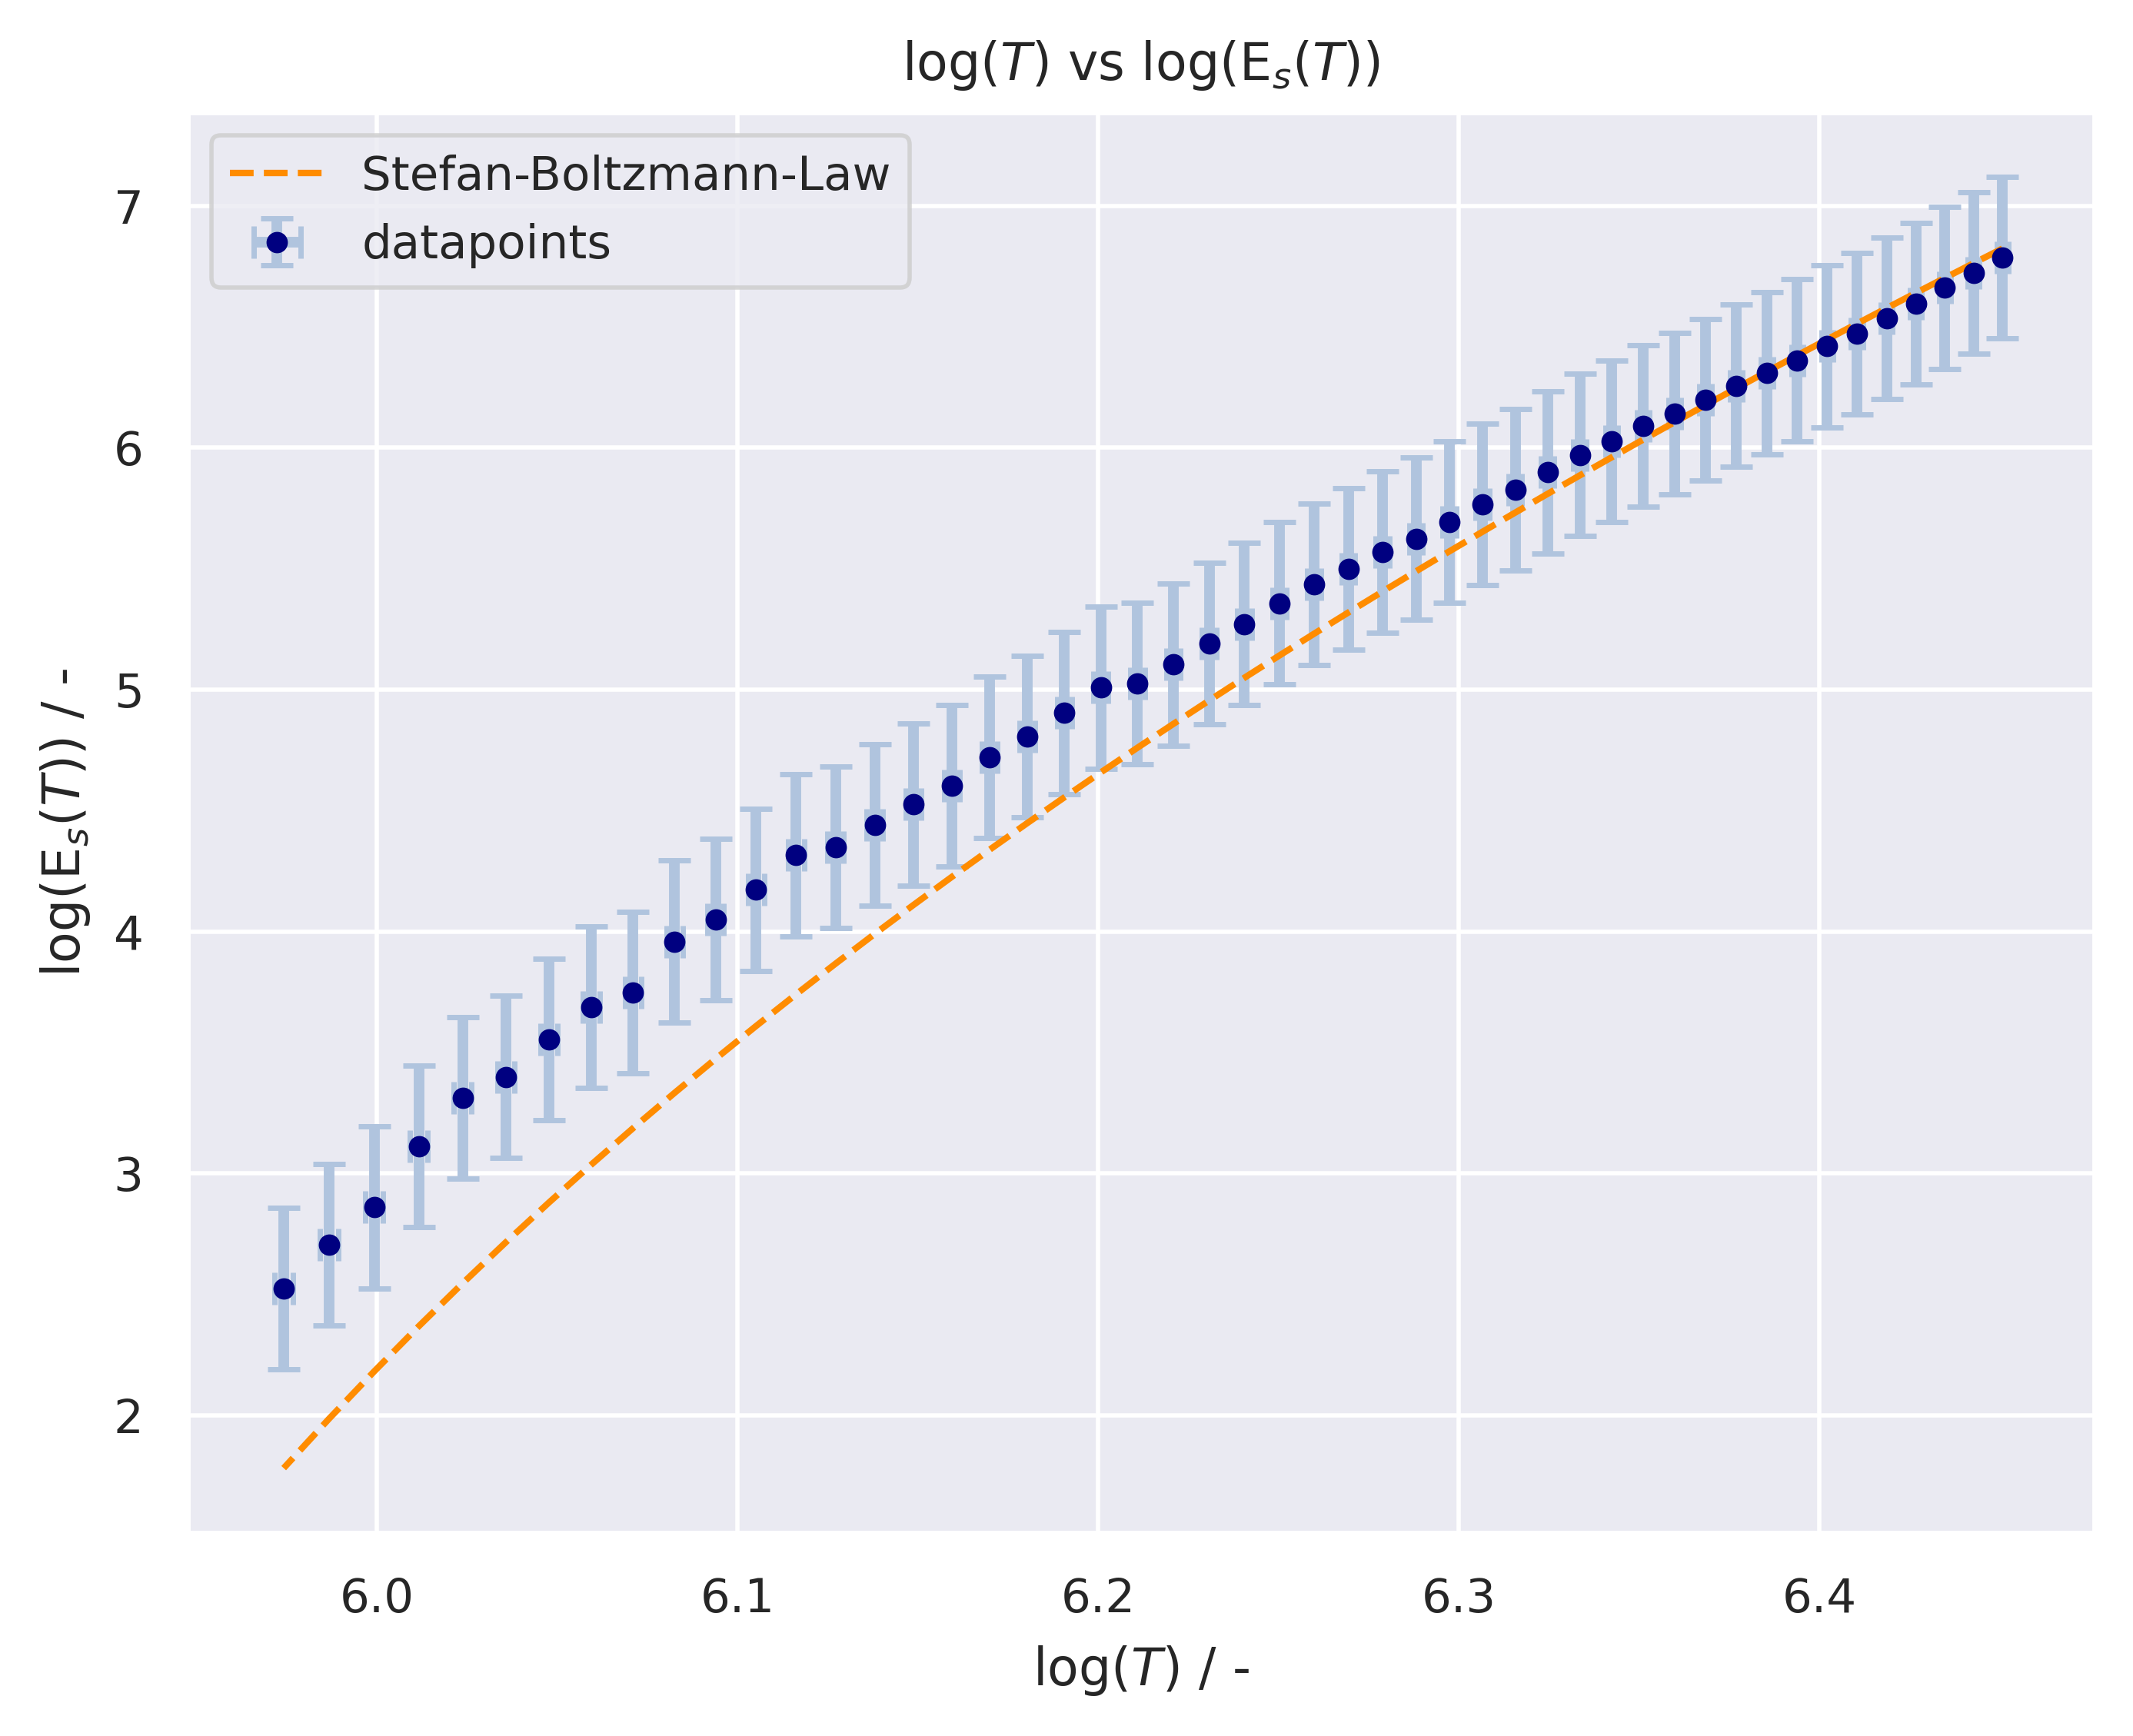 log(T) vs log(Eₛ(T))
Stefan-Boltzmann-Law
datapoints
7
6
5
4
3
2
log(Eₛ(T)) / -
6.0 6.1 6.2 6.3 6.4
log(T) / -